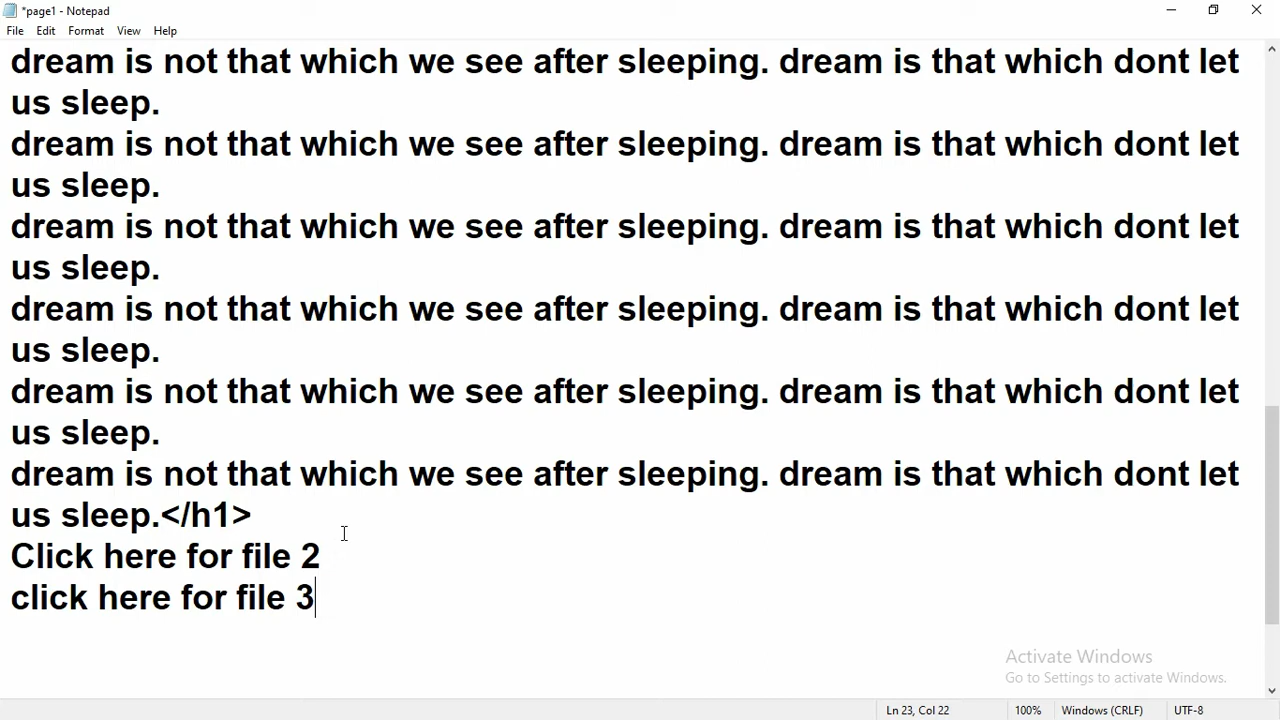 *page1 - Notepad
File Edit Format View Help
dream is not that which we see after sleeping. dream is that which dont let
us sleep.
dream is not that which we see after sleeping. dream is that which dont let
us sleep.
dream is not that which we see after sleeping. dream is that which dont let
us sleep.
dream is not that which we see after sleeping. dream is that which dont let
us sleep.
dream is not that which we see after sleeping. dream is that which dont let
us sleep.
dream is not that which we see after sleeping. dream is that which dont let
us sleep.</h1>
Click here for file 2
click here for file 3
Activate Windows
Go to Settings to activate Windows.
Ln 23, Col 22 100% Windows (CRLF) UTF-8